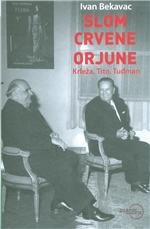 Ivan Bekavac
SLOM
CRVENE
ORJUNE
Krleža, Tito, Tuđman